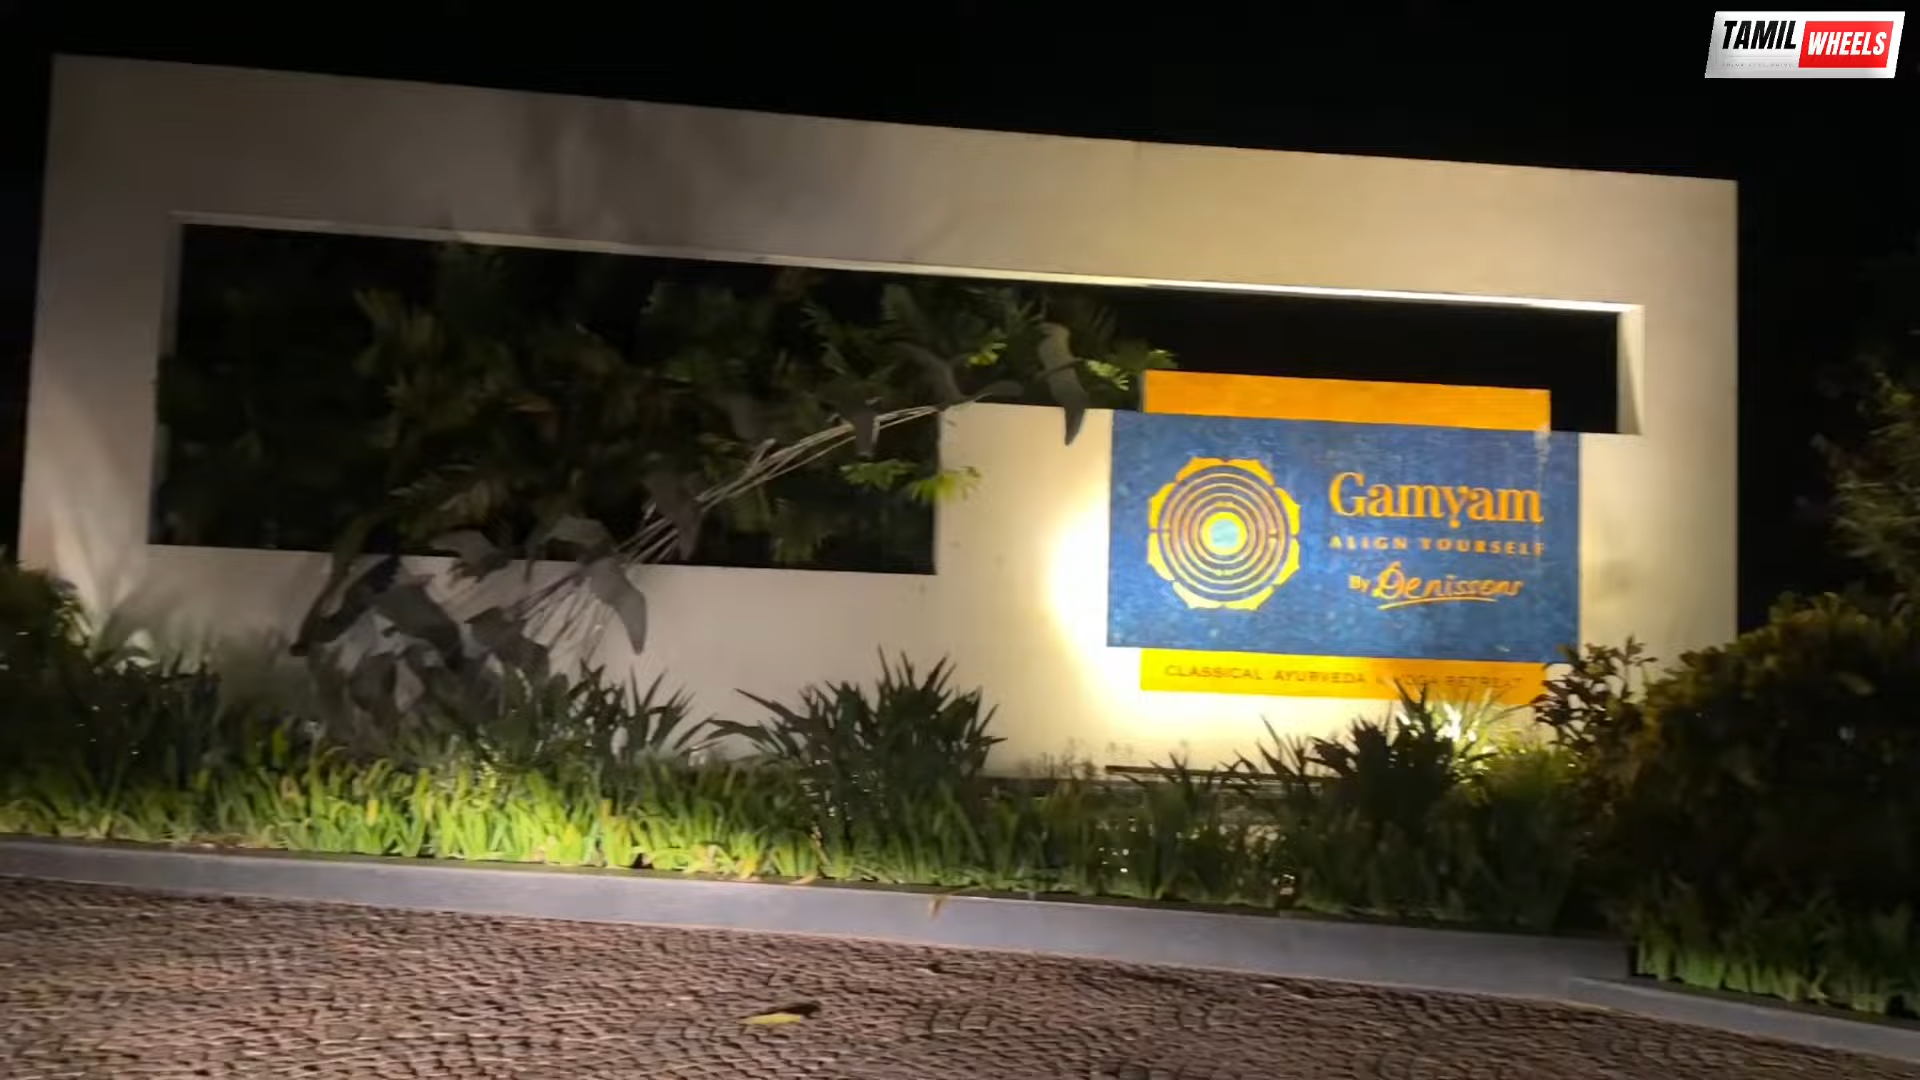 TAMIL WHEELS
Gamyam
ALIGN YOURSELF
By Denissons
CLASSICAL AYURVEDA & YOGA RETREAT